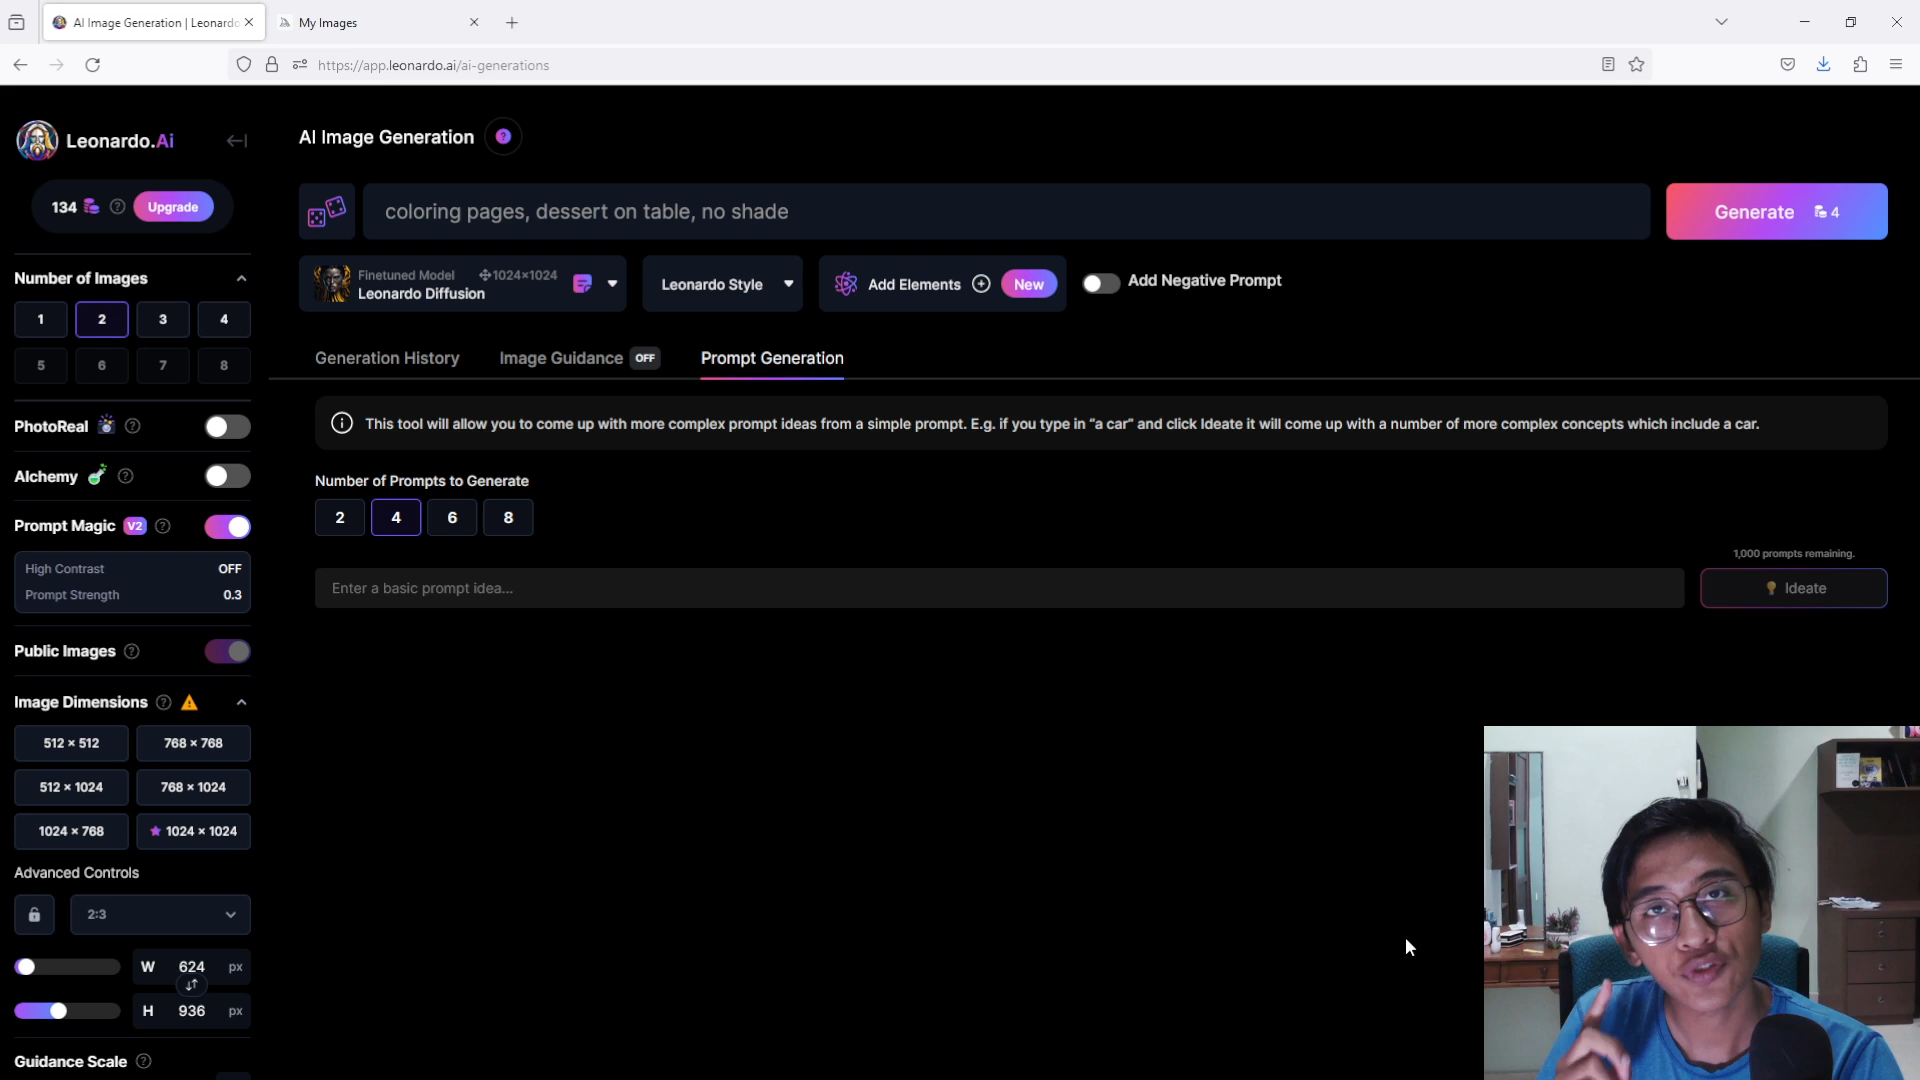 AI Image Generation | Leonardo
My Images
https://app.leonardo.ai/ai-generations
Leonardo.Ai
134
Upgrade
Number of Images
1 2 3 4
5 6 7 8
PhotoReal
Alchemy
Prompt Magic V2
High Contrast OFF
Prompt Strength 0.3
Public Images
Image Dimensions
512 × 512 768 × 768
512 × 1024 768 × 1024
1024 × 768 1024 × 1024
Advanced Controls
2:3
W 624 px
H 936 px
Guidance Scale
AI Image Generation
coloring pages, dessert on table, no shade
Generate 4
Finetuned Model 1024×1024
Leonardo Diffusion
Leonardo Style
Add Elements New
Add Negative Prompt
Generation History Image Guidance OFF Prompt Generation
This tool will allow you to come up with more complex prompt ideas from a simple prompt. E.g. if you type in "a car" and click Ideate it will come up with a number of more complex concepts which include a car.
Number of Prompts to Generate
2 4 6 8
1,000 prompts remaining.
Enter a basic prompt idea...
Ideate